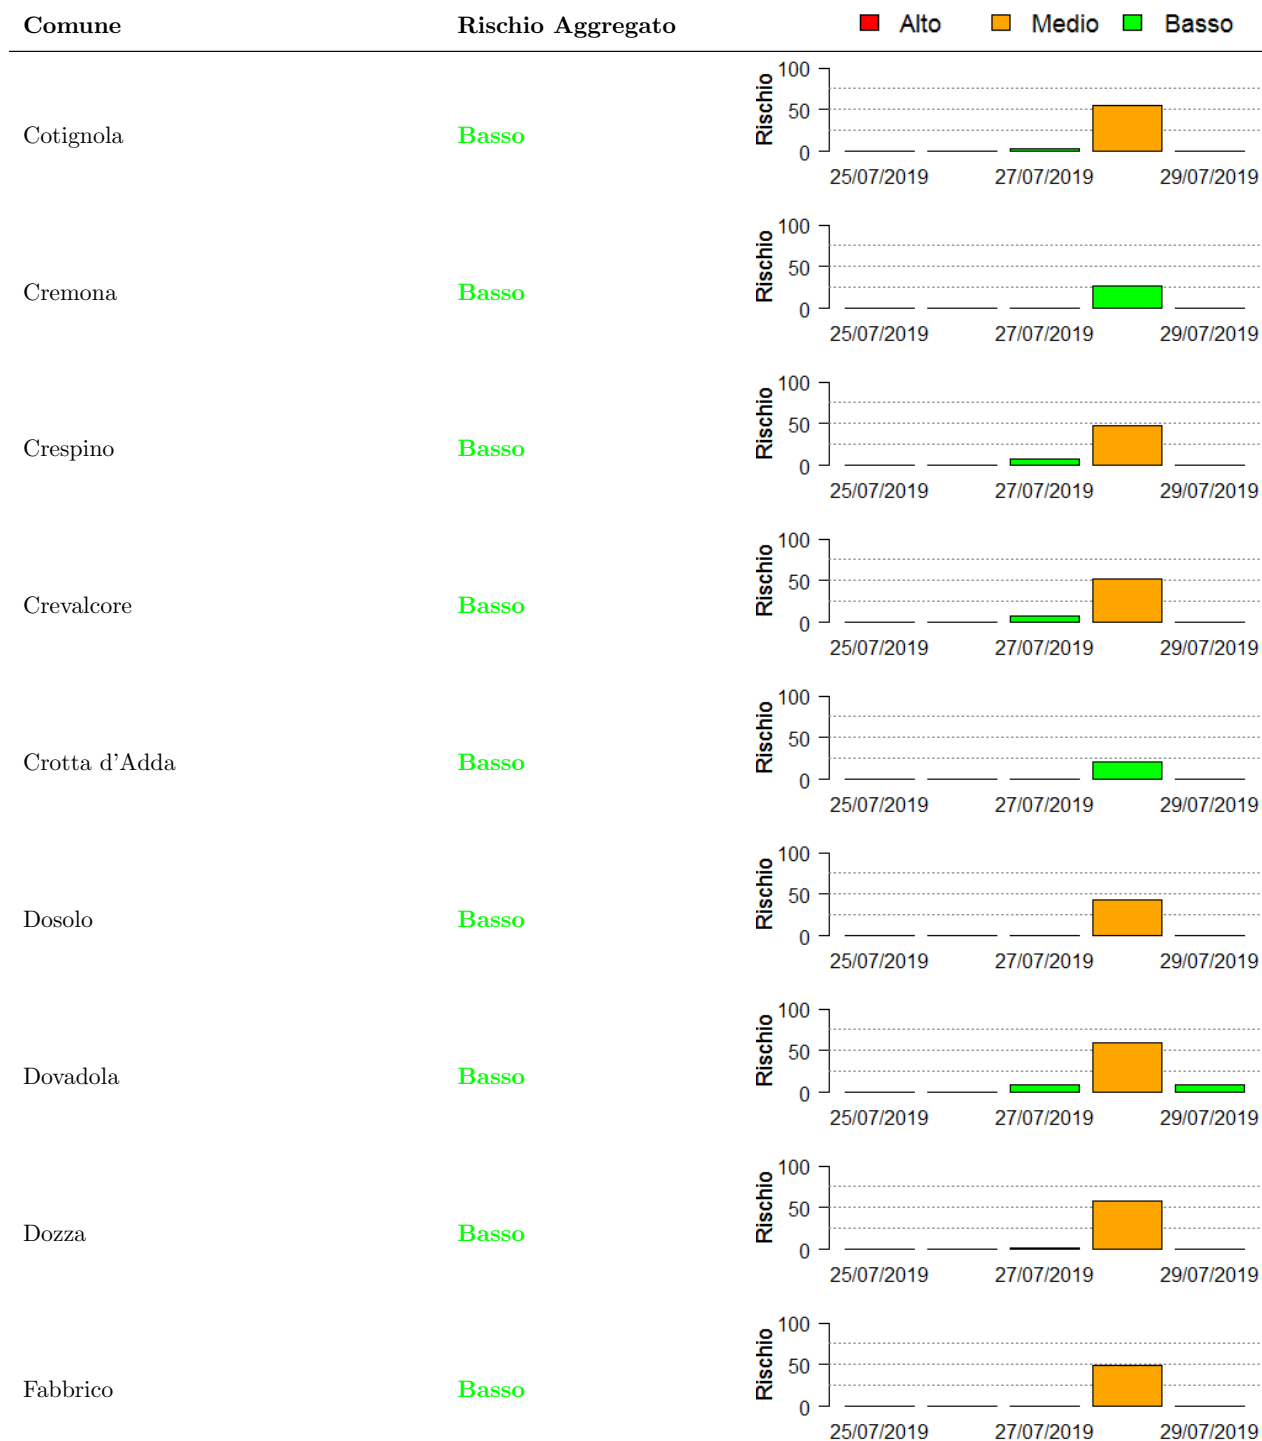 Comune Rischio Aggregato Alto Medio Basso
Cotignola Basso Rischio 100 50 0
25/07/2019 27/07/2019 29/07/2019
Cremona Basso Rischio 100 50 0
25/07/2019 27/07/2019 29/07/2019
Crespino Basso Rischio 100 50 0
25/07/2019 27/07/2019 29/07/2019
Crevalcore Basso Rischio 100 50 0
25/07/2019 27/07/2019 29/07/2019
Crotta d'Adda Basso Rischio 100 50 0
25/07/2019 27/07/2019 29/07/2019
Dosolo Basso Rischio 100 50 0
25/07/2019 27/07/2019 29/07/2019
Dovadola Basso Rischio 100 50 0
25/07/2019 27/07/2019 29/07/2019
Dozza Basso Rischio 100 50 0
25/07/2019 27/07/2019 29/07/2019
Fabbrico Basso Rischio 100 50 0
25/07/2019 27/07/2019 29/07/2019